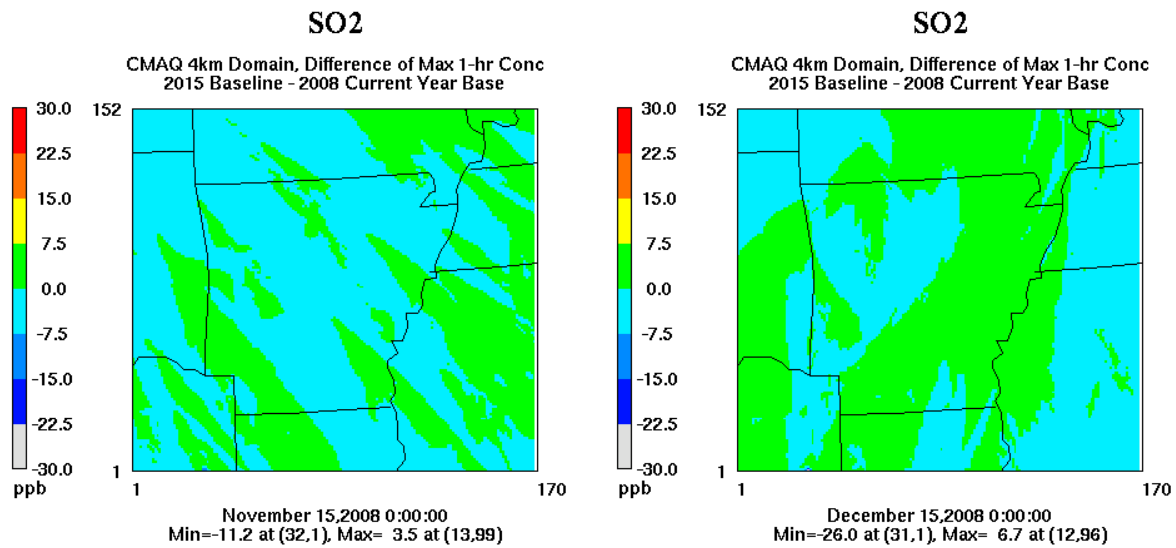 SO2
CMAQ 4km Domain, Difference of Max 1-hr Conc
2015 Baseline - 2008 Current Year Base
30.0
22.5
15.0
7.5
0.0
-7.5
-15.0
-22.5
-30.0
ppb
152
1
1
170
November 15,2008 0:00:00
Min=-11.2 at (32,1), Max= 3.5 at (13,99)
SO2
CMAQ 4km Domain, Difference of Max 1-hr Conc
2015 Baseline - 2008 Current Year Base
30.0
22.5
15.0
7.5
0.0
-7.5
-15.0
-22.5
-30.0
ppb
152
1
1
170
December 15,2008 0:00:00
Min=-26.0 at (31,1), Max= 6.7 at (12,96)